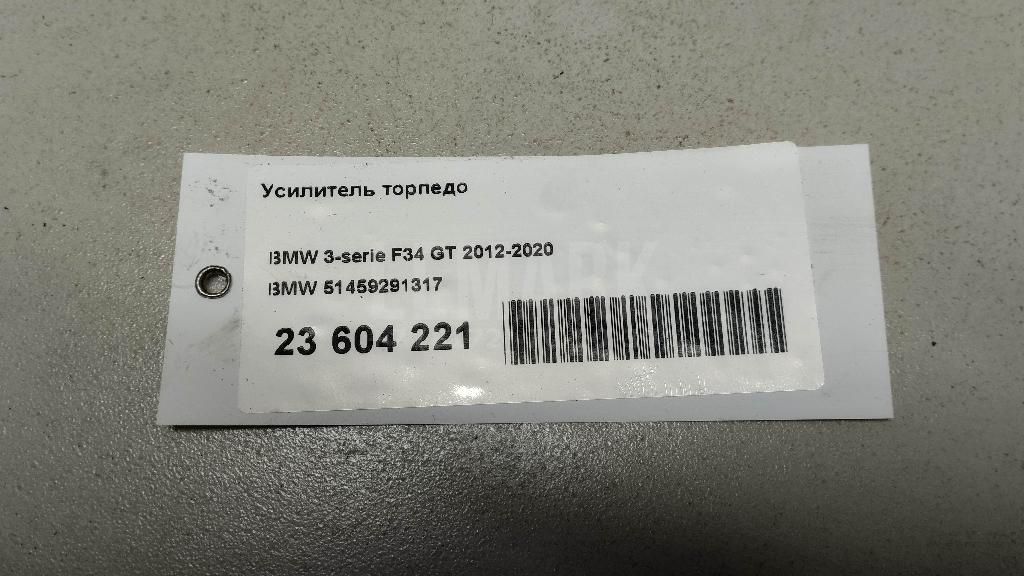 Усилитель торпедо
BMW 3-serie F34 GT 2012-2020
BMW 51459291317
23 604 221